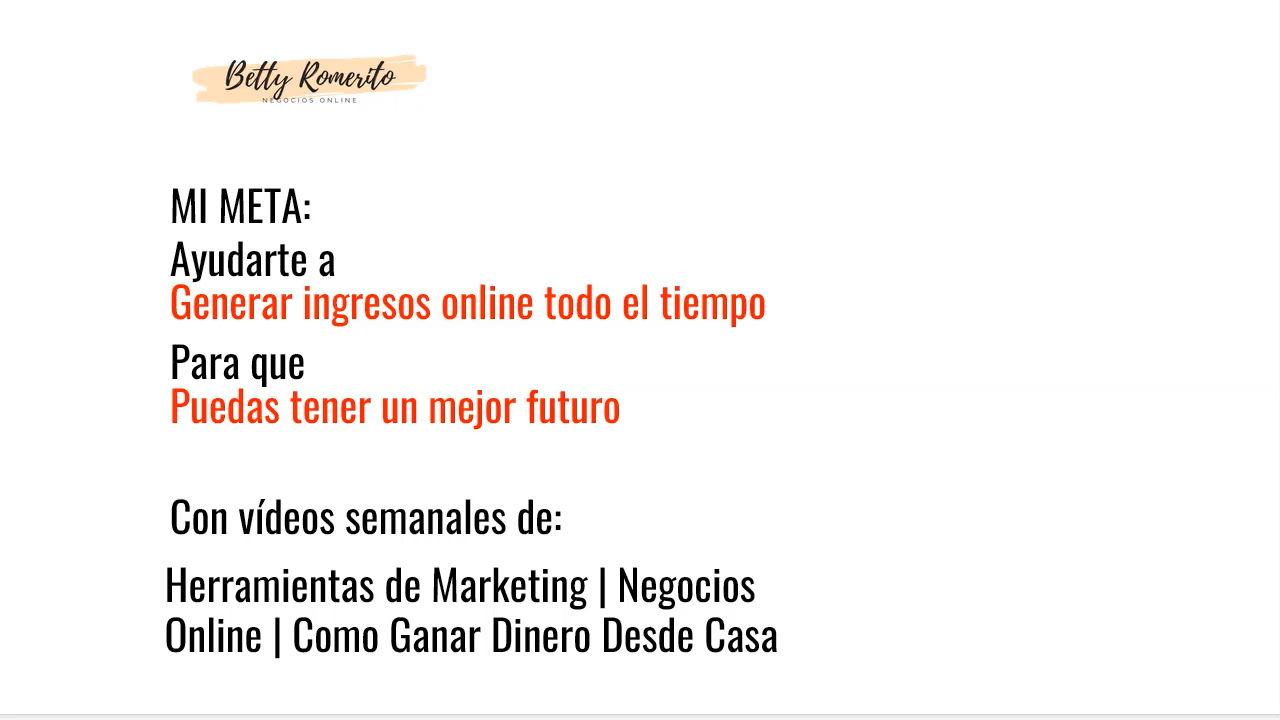 Betty Romerito
NEGOCIOS ONLINE
MI META:
Ayudarte a
Generar ingresos online todo el tiempo
Para que
Puedas tener un mejor futuro
Con vídeos semanales de:
Herramientas de Marketing | Negocios
Online | Como Ganar Dinero Desde Casa